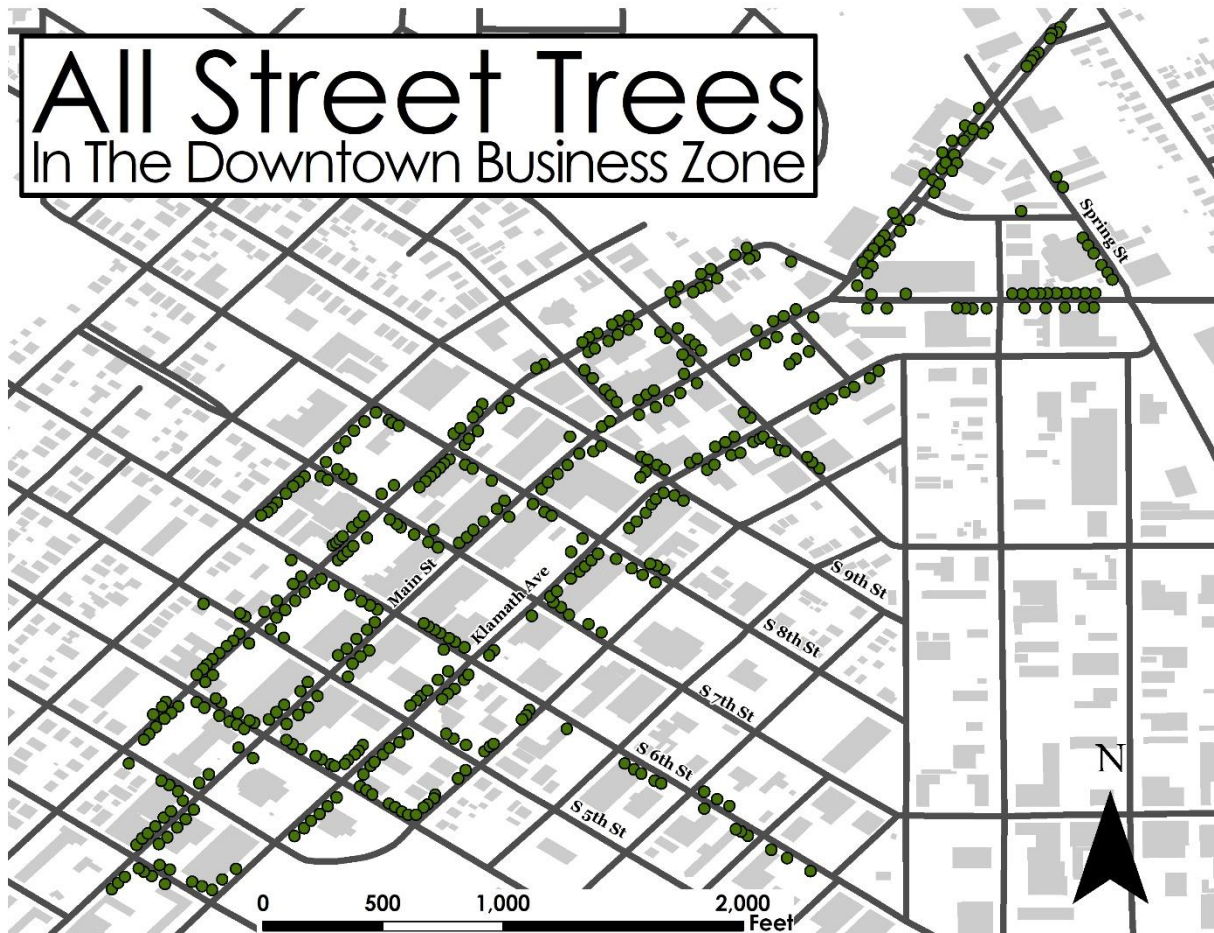 All Street Trees
In The Downtown Business Zone
Spring St
Main St
Klamath Ave
S 9th St
S 8th St
S 7th St
S 6th St
S 5th St
N
0 500 1,000 2,000
Feet